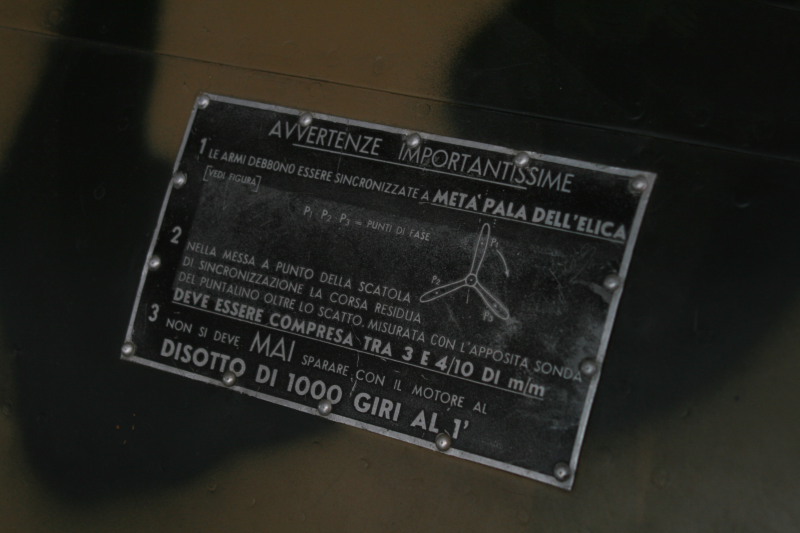 AVVERTENZE IMPORTANTISSIME
1 LE ARMI DEBBONO ESSERE SINCRONIZZATE A META' PALA DELL'ELICA
[VEDI FIGURA]
P1 P2 P3 = PUNTI DI FASE
P1
P2
P3
2 NELLA MESSA A PUNTO DELLA SCATOLA
DI SINCRONIZZAZIONE LA CORSA RESIDUA
DEL PUNTALINO OLTRE LO SCATTO, MISURATA CON L'APPOSITA SONDA
DEVE ESSERE COMPRESA TRA 3 E 4/10 DI m/m
3 NON SI DEVE MAI SPARARE CON IL MOTORE AL
DISOTTO DI 1000 GIRI AL 1'